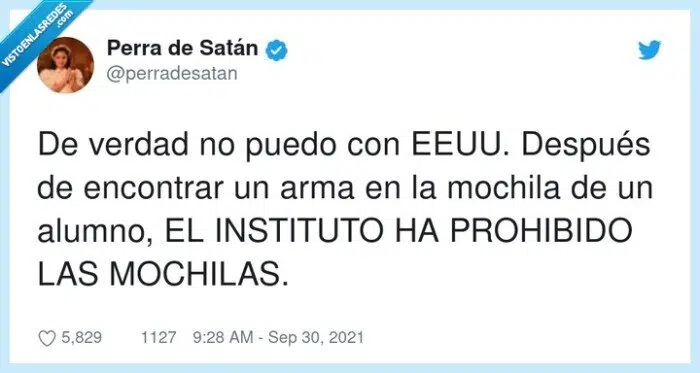 VISTOENLASREDES
.com
Perra de Satán
@perradesatan
De verdad no puedo con EEUU. Después
de encontrar un arma en la mochila de un
alumno, EL INSTITUTO HA PROHIBIDO
LAS MOCHILAS.
5,829 1127 9:28 AM - Sep 30, 2021